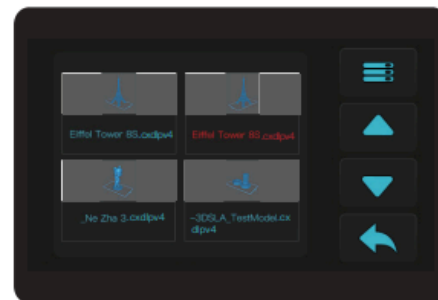 Eiffel Tower 8S.cxdlpv4
Eiffel Tower 8S.cxdlpv4
_Ne Zha 3.cxdlpv4
~3DSLA_TestModel.cx
dlpv4